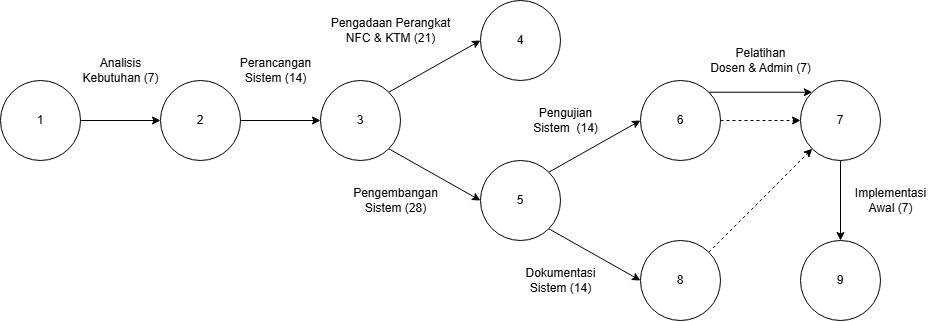 Pengadaan Perangkat
NFC & KTM (21)
4
Analisis
Kebutuhan (7)
Perancangan
Sistem (14)
Pelatihan
Dosen & Admin (7)
1
2
3
Pengujian
Sistem (14)
6
7
Pengembangan
Sistem (28)
5
Implementasi
Awal (7)
Dokumentasi
Sistem (14)
8
9